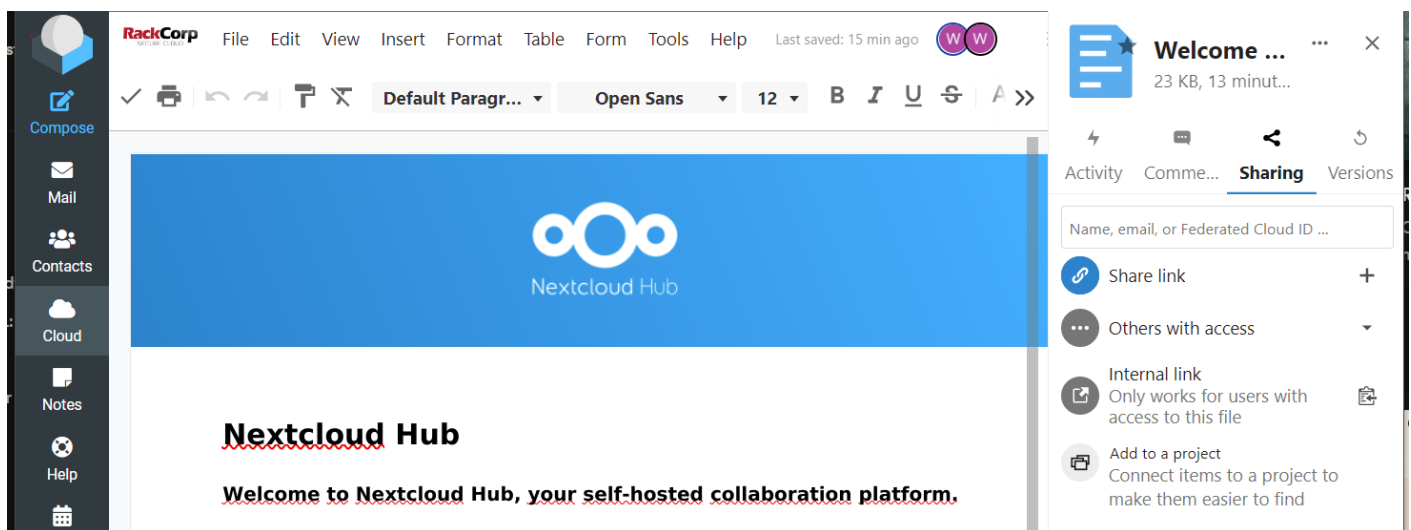 Compose
Mail
Contacts
Cloud
Notes
Help
RackCorp
SECURE CLOUD
File Edit View Insert Format Table Form Tools Help Last saved: 15 min ago W W
Default Paragr... Open Sans 12 B I U S A
Nextcloud Hub
Nextcloud Hub
Welcome to Nextcloud Hub, your self-hosted collaboration platform.
Welcome ...
23 KB, 13 minut...
Activity Comme... Sharing Versions
Name, email, or Federated Cloud ID ...
Share link
Others with access
Internal link
Only works for users with
access to this file
Add to a project
Connect items to a project to
make them easier to find